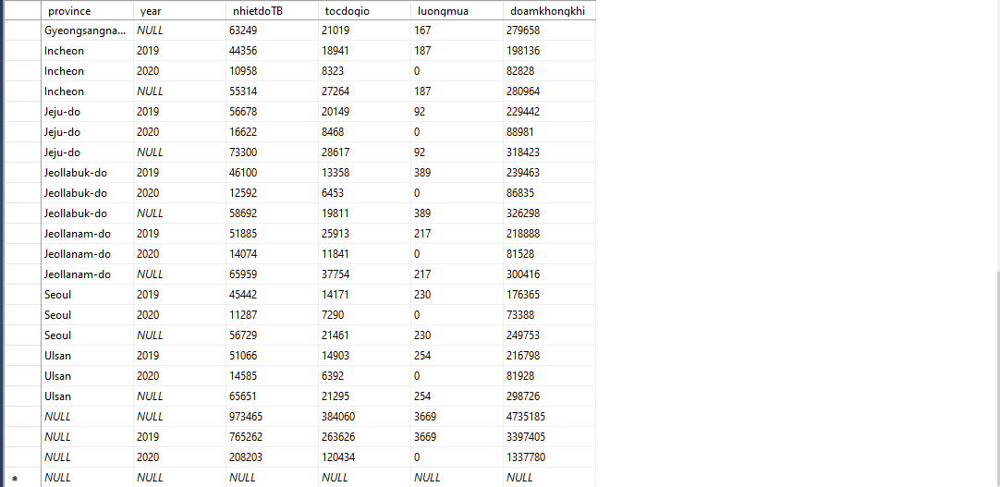 province year nhietdoTB tocdogio luongmua doamkhongkhi
Gyeongsangna... NULL 63249 21019 167 279658
Incheon 2019 44356 18941 187 198136
Incheon 2020 10958 8323 0 82828
Incheon NULL 55314 27264 187 280964
Jeju-do 2019 56678 20149 92 229442
Jeju-do 2020 16622 8468 0 88981
Jeju-do NULL 73300 28617 92 318423
Jeollabuk-do 2019 46100 13358 389 239463
Jeollabuk-do 2020 12592 6453 0 86835
Jeollabuk-do NULL 58692 19811 389 326298
Jeollanam-do 2019 51885 25913 217 218888
Jeollanam-do 2020 14074 11841 0 81528
Jeollanam-do NULL 65959 37754 217 300416
Seoul 2019 45442 14171 230 176365
Seoul 2020 11287 7290 0 73388
Seoul NULL 56729 21461 230 249753
Ulsan 2019 51066 14903 254 216798
Ulsan 2020 14585 6392 0 81928
Ulsan NULL 65651 21295 254 298726
NULL NULL 973465 384060 3669 4735185
NULL 2019 765262 263626 3669 3397405
NULL 2020 208203 120434 0 1337780
NULL NULL NULL NULL NULL NULL